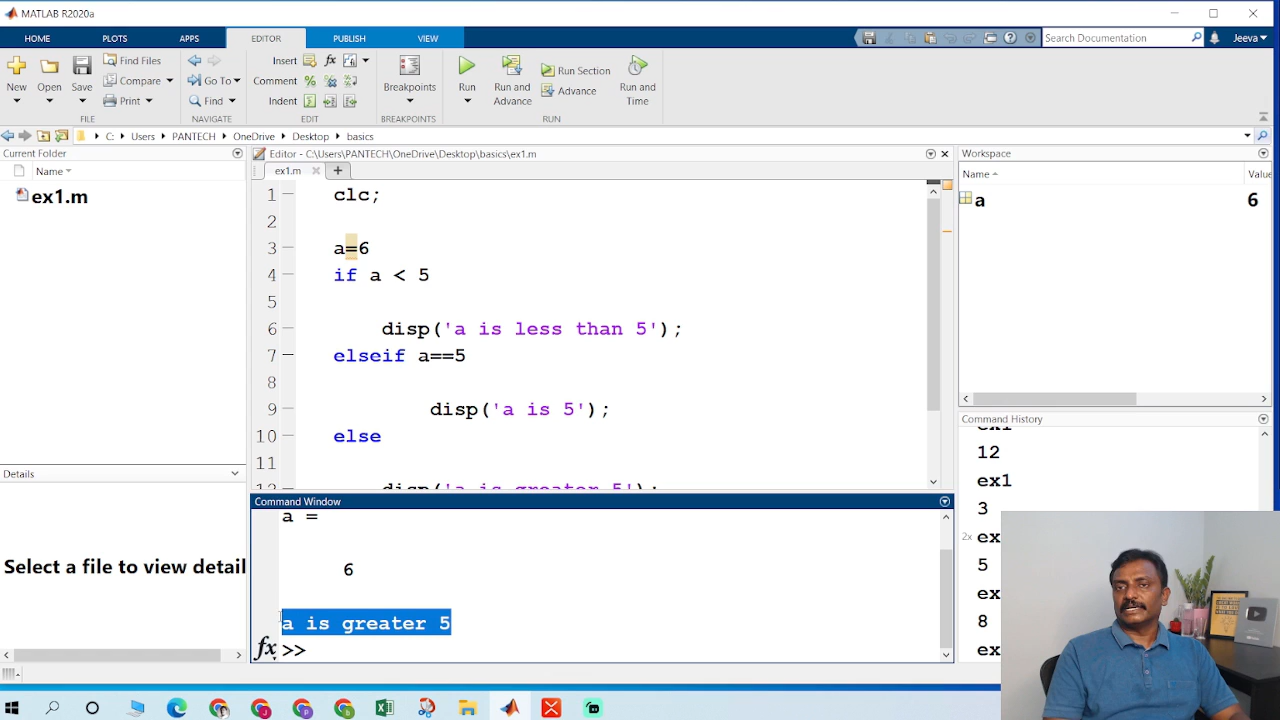 MATLAB R2020a
HOME PLOTS APPS EDITOR PUBLISH VIEW Search Documentation Jeeva
New Open Save Find Files Compare Print FILE
Go To Find NAVIGATE
Insert fx Comment % Indent EDIT
Breakpoints BREAKPOINTS
Run Run and Advance Run Section Advance Run and Time RUN
C: Users PANTECH OneDrive Desktop basics
Current Folder
Name
ex1.m
Details
Select a file to view detail
Editor - C:\Users\PANTECH\OneDrive\Desktop\basics\ex1.m
ex1.m +
1 clc;
2
3 a=6
4 if a < 5
5
6 disp('a is less than 5');
7 elseif a==5
8
9 disp('a is 5');
10 else
11
12 disp('a is greater 5');
Command Window
a =
6
a is greater 5
fx >>
Workspace
Name Value
a 6
Command History
ex1
12
ex1
3
2x ex
5
ex
8
ex